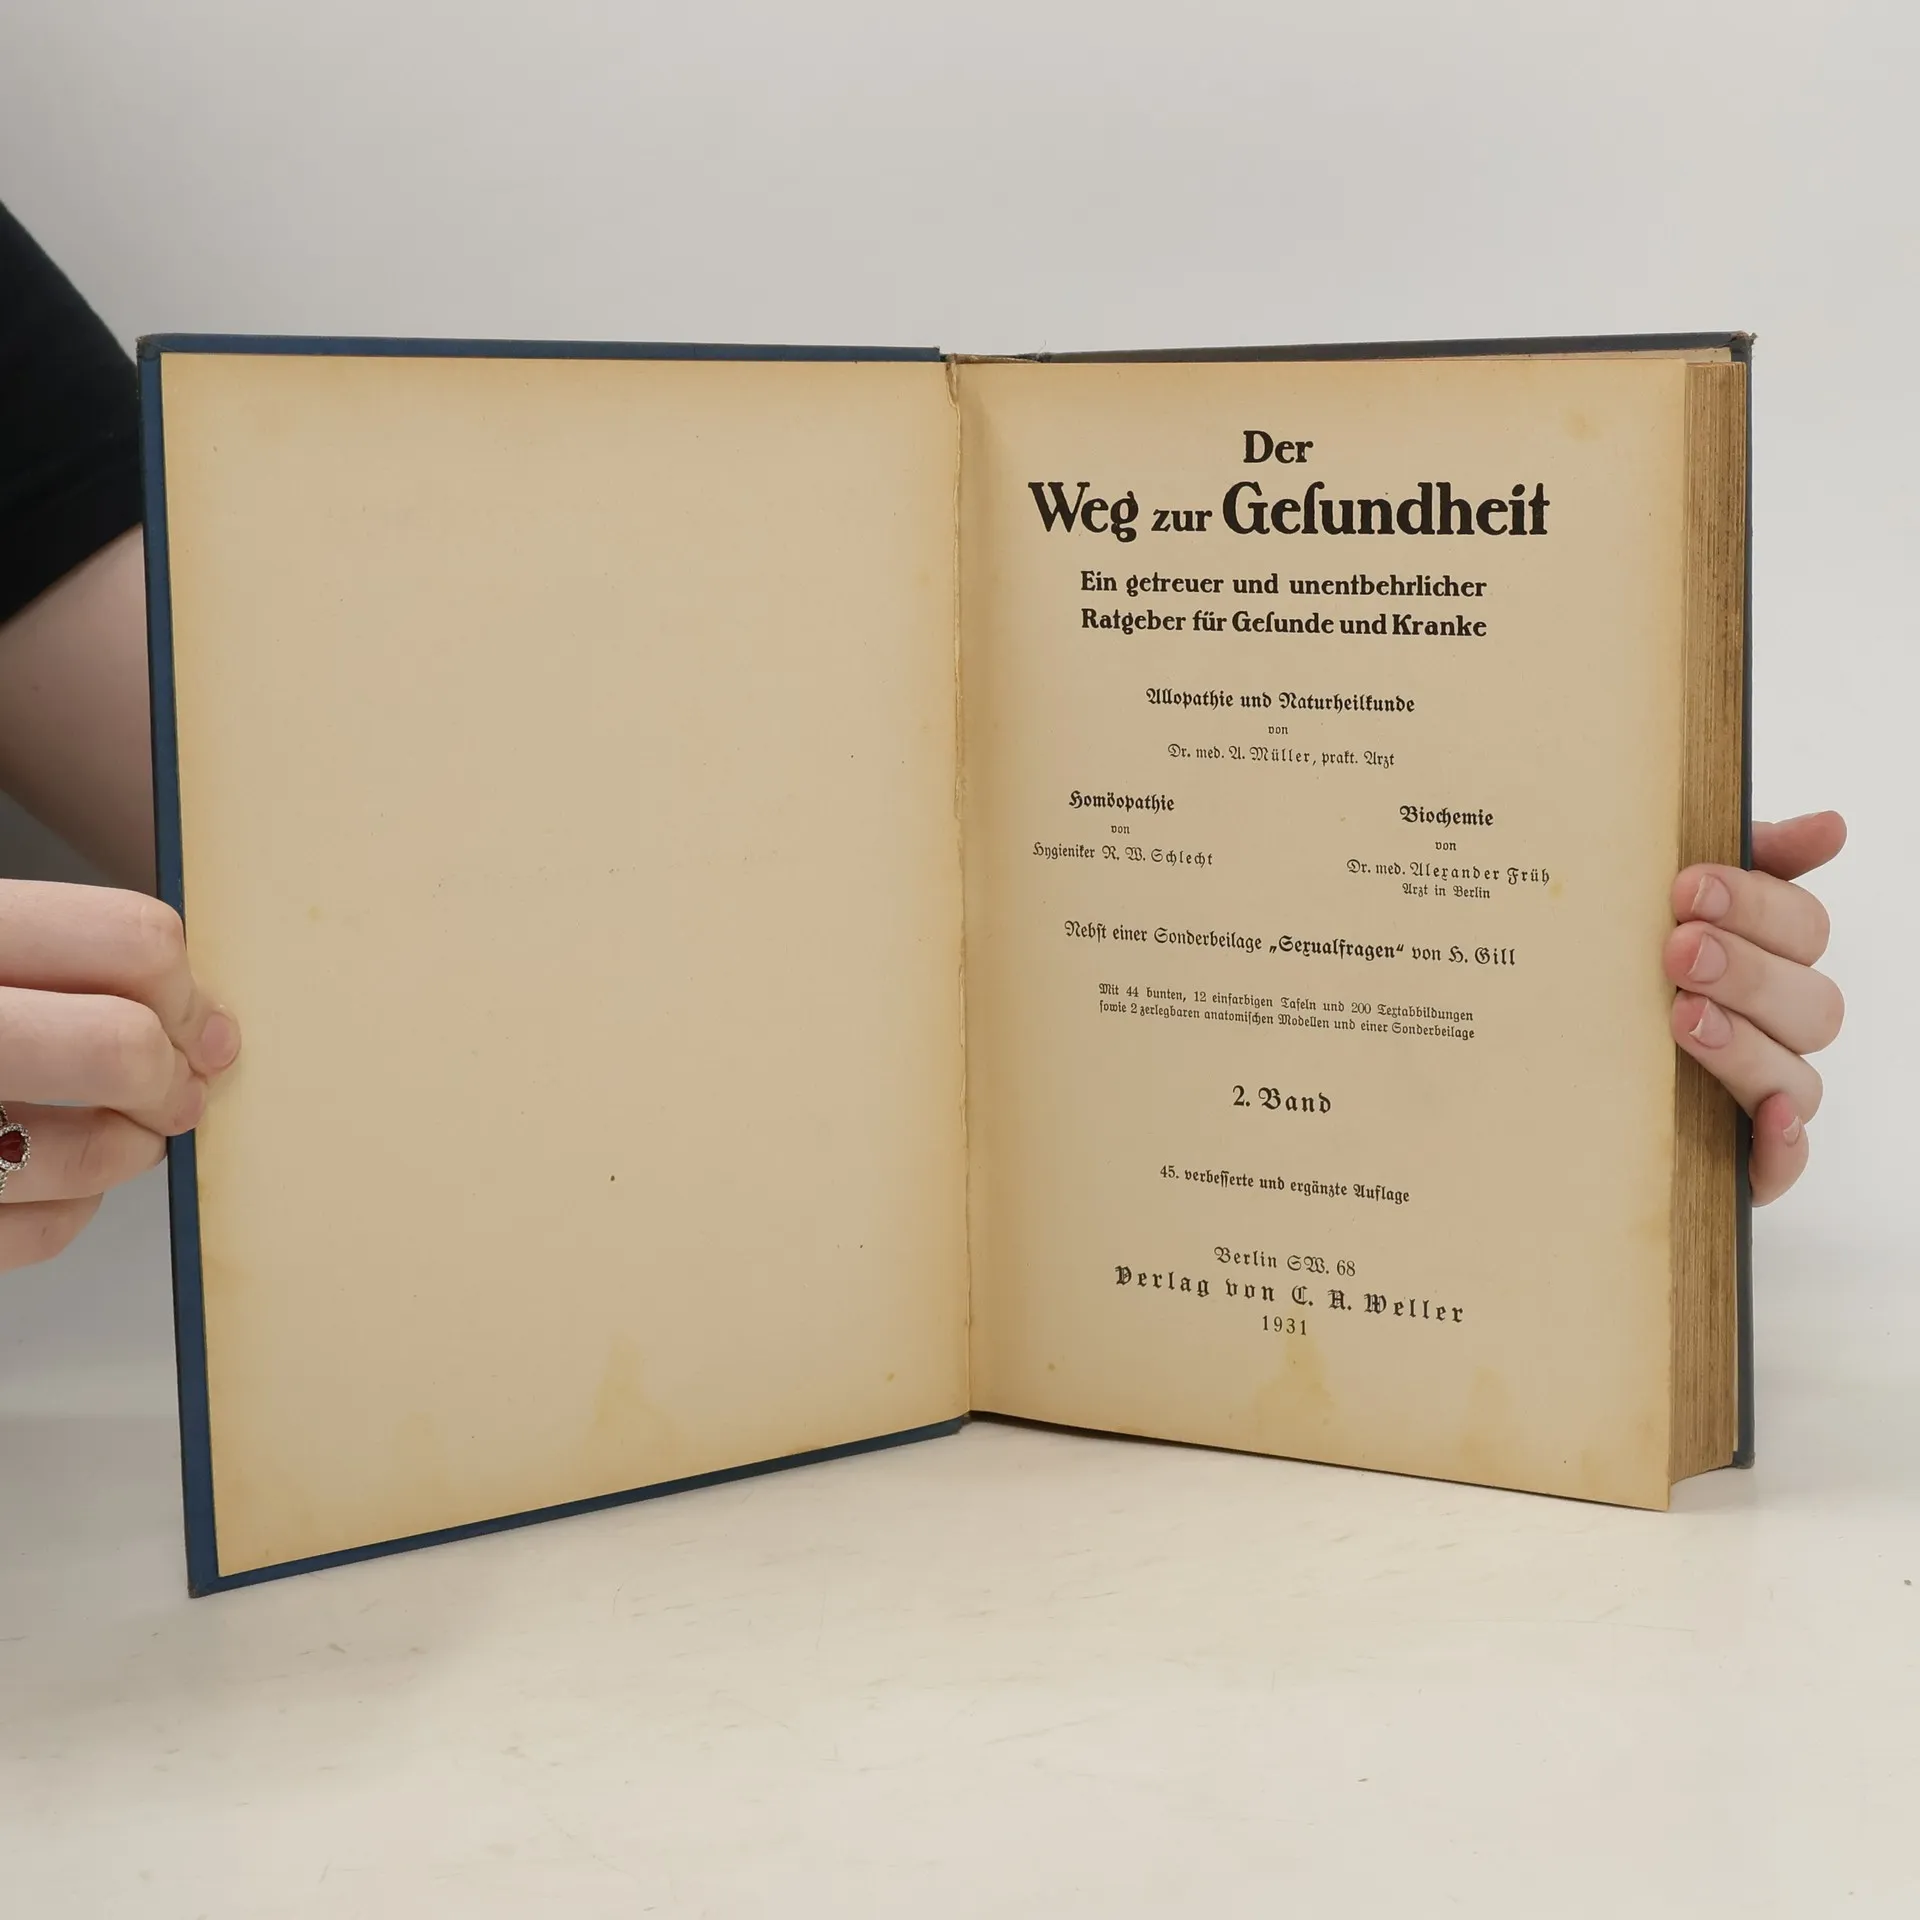 Der
Weg zur Geſundheit
Ein getreuer und unentbehrlicher
Ratgeber für Geſunde und Kranke
Allopathie und Naturheilkunde
von
Dr. med. A. Müller, prakt. Arzt
Homöopathie
von
Hygieniker R. W. Schlecht
Biochemie
von
Dr. med. Alexander Früh
Arzt in Berlin
Nebſt einer Sonderbeilage „Sexualfragen“ von H. Gill
Mit 44 bunten, 12 einfarbigen Tafeln und 200 Textabbildungen
ſowie 2 zerlegbaren anatomiſchen Modellen und einer Sonderbeilage
2. Band
45. verbeſſerte und ergänzte Auflage
Berlin SW. 68
Verlag von C. A. Weller
1931